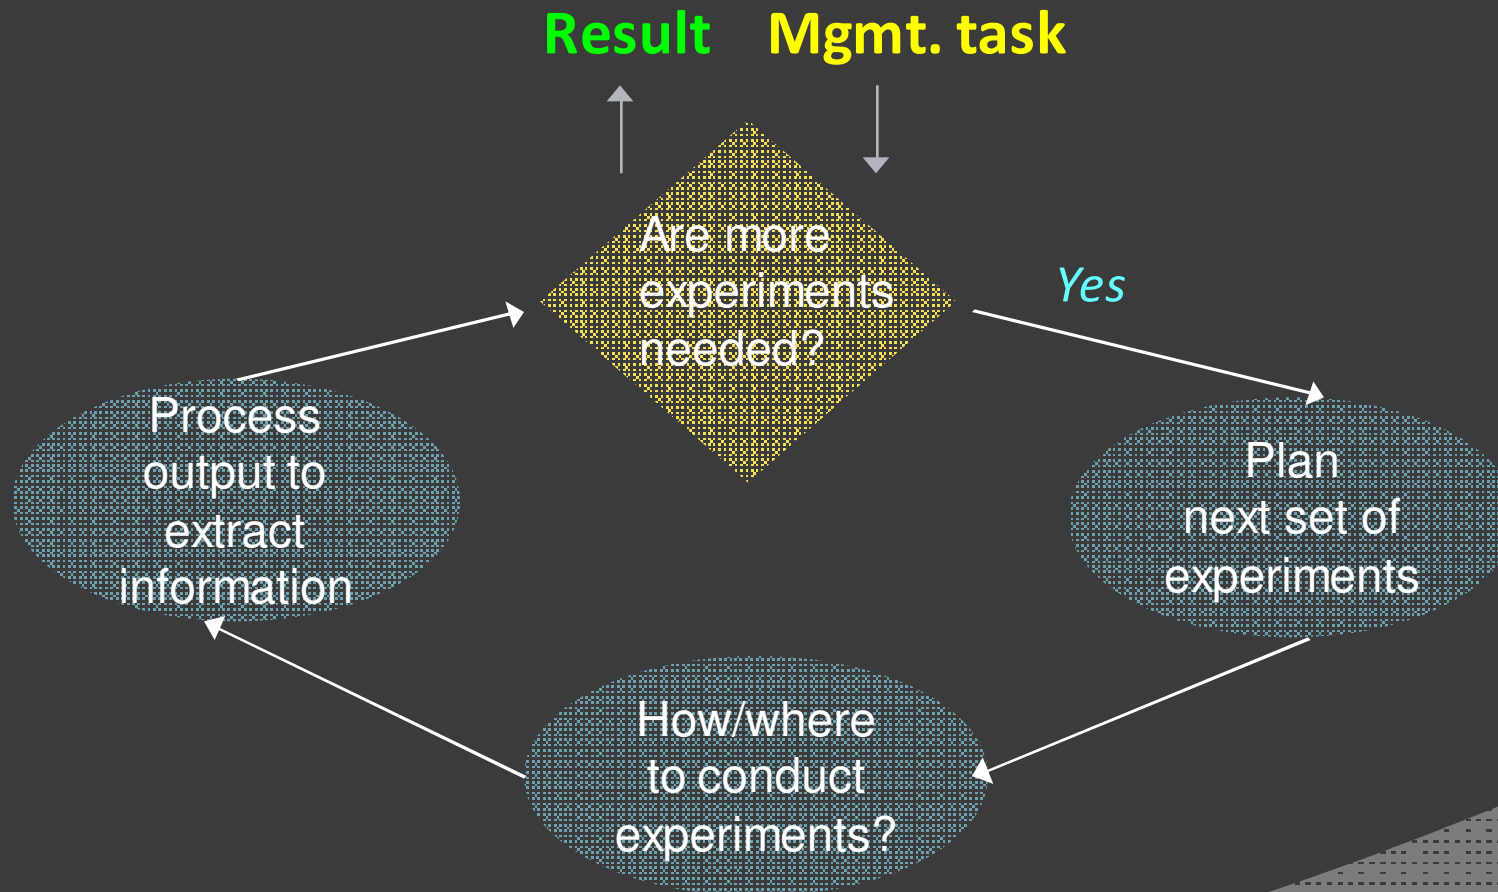 Result Mgmt. task
Are more
experiments
needed?
Yes
Process
output to
extract
information
Plan
next set of
experiments
How/where
to conduct
experiments?